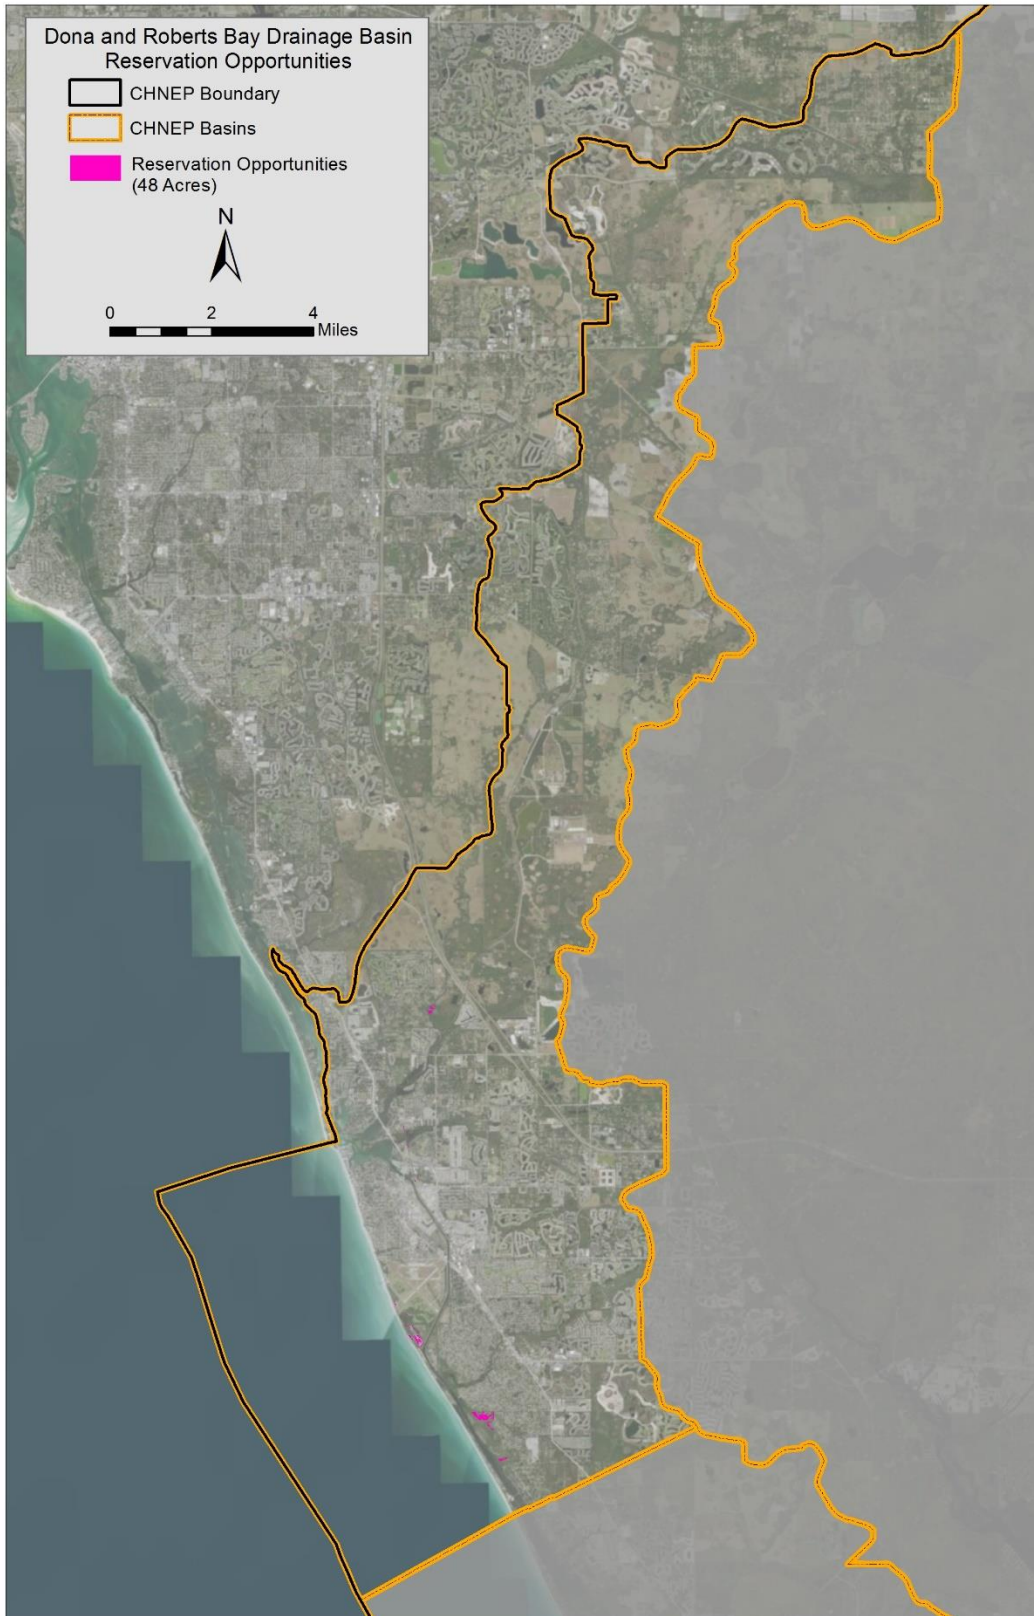 Dona and Roberts Bay Drainage Basin
Reservation Opportunities
CHNEP Boundary
CHNEP Basins
Reservation Opportunities
(48 Acres)
N
0 2 4
Miles